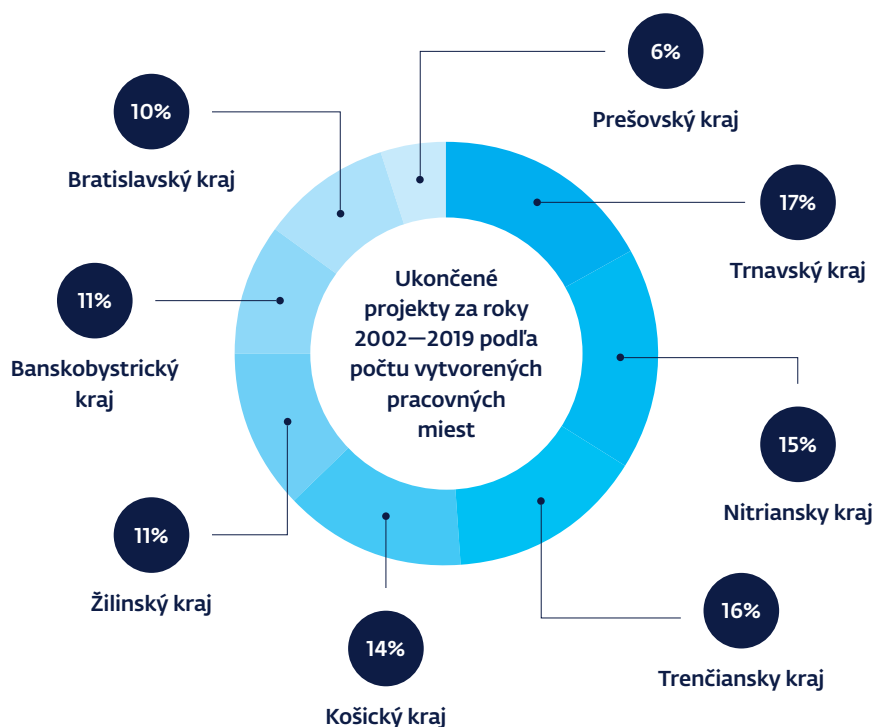 6%
Prešovský kraj
10%
Bratislavský kraj
17%
Trnavský kraj
11%
Banskobystrický
kraj
Ukončené
projekty za roky
2002—2019 podľa
počtu vytvorených
pracovných
miest
15%
Nitriansky kraj
11%
Žilinský kraj
16%
Trenčiansky kraj
14%
Košický kraj